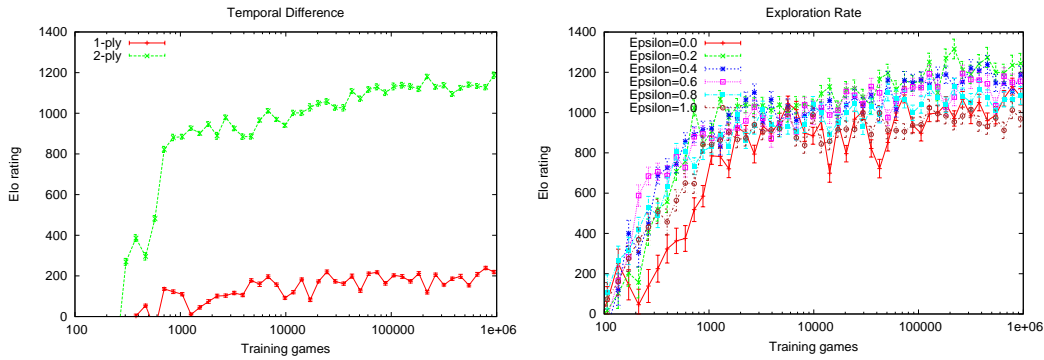 Temporal Difference
1400
1200
1000
800
600
400
200
0
Elo rating
1-ply
2-ply
100
1000
10000
100000
1e+06
Training games
Exploration Rate
1400
1200
1000
800
600
400
200
0
Elo rating
Epsilon=0.0
Epsilon=0.2
Epsilon=0.4
Epsilon=0.6
Epsilon=0.8
Epsilon=1.0
100
1000
10000
100000
1e+06
Training games